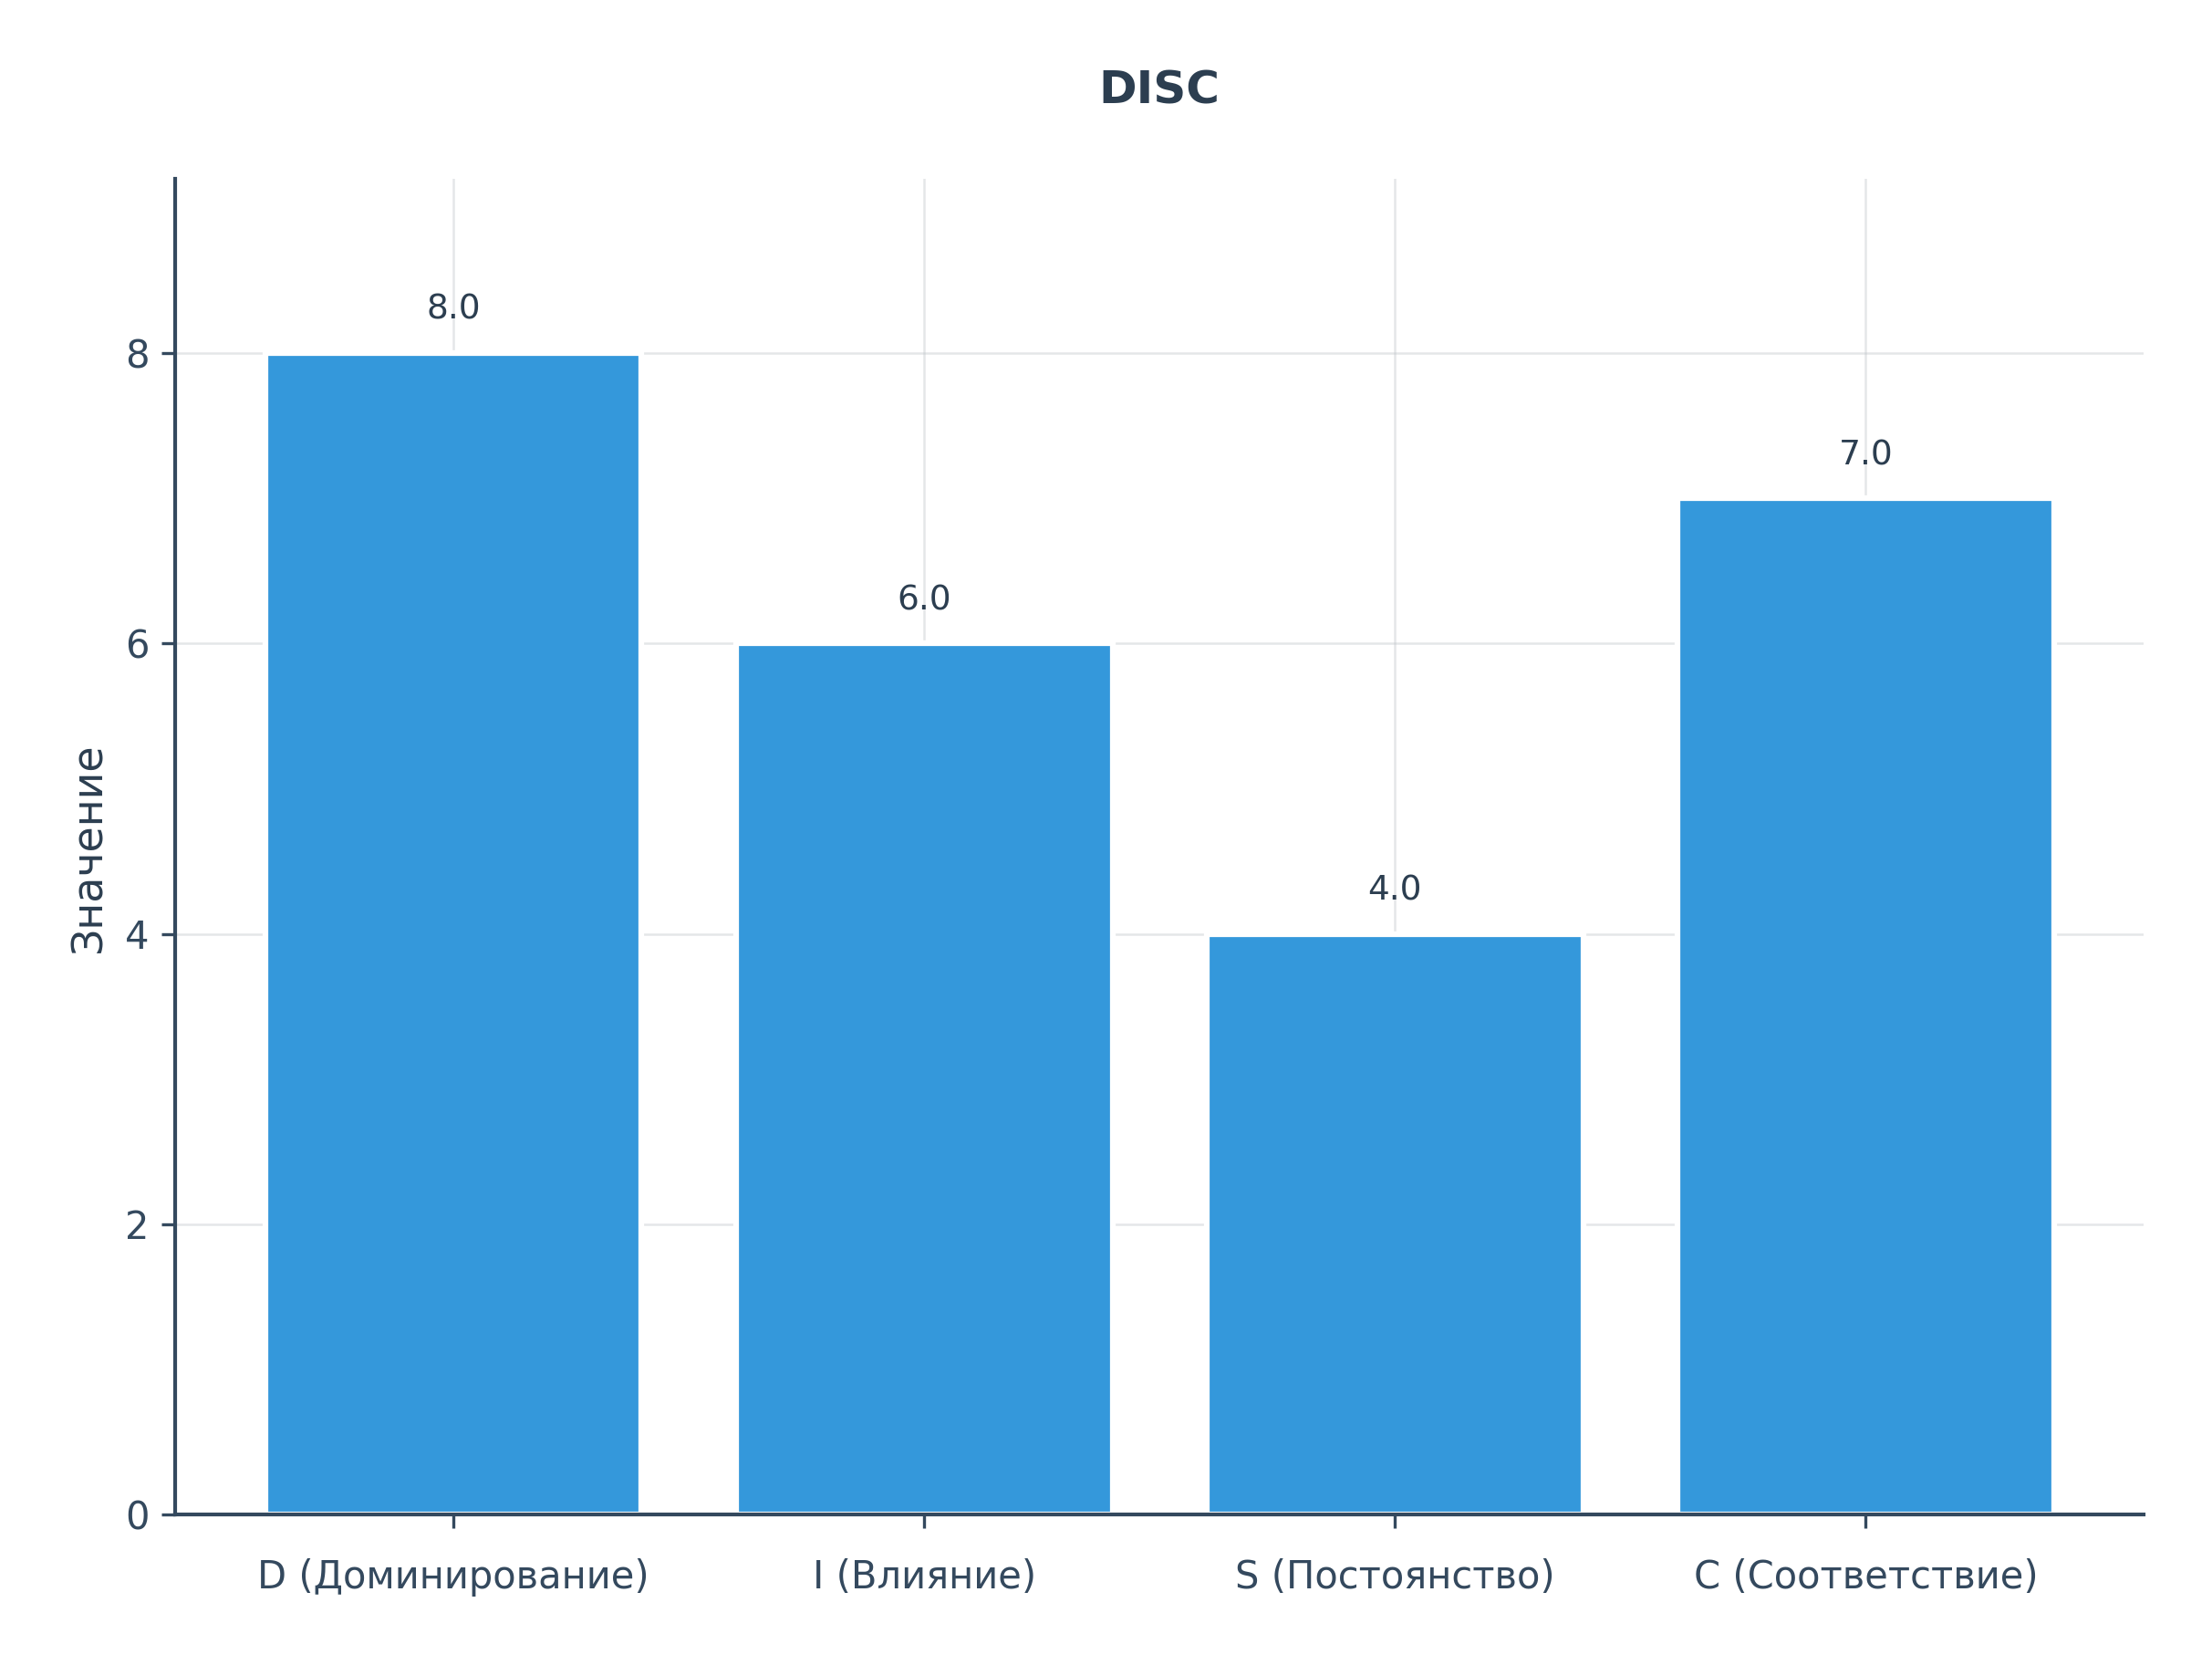 DISC
8.0
6.0
4.0
7.0
8
6
4
2
0
Значение
D (Доминирование)
I (Влияние)
S (Постоянство)
C (Соответствие)